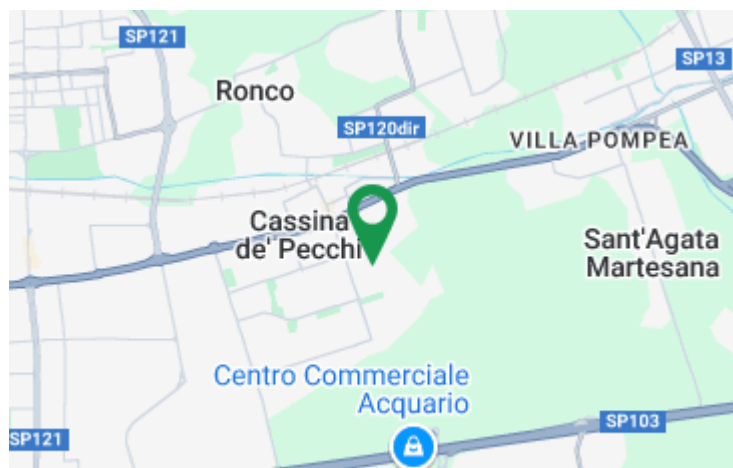 SP121
SP13
Ronco
SP120dir
VILLA POMPEA
Cassina
de' Pecchi
Sant'Agata
Martesana
Centro Commerciale
Acquario
SP103
SP121